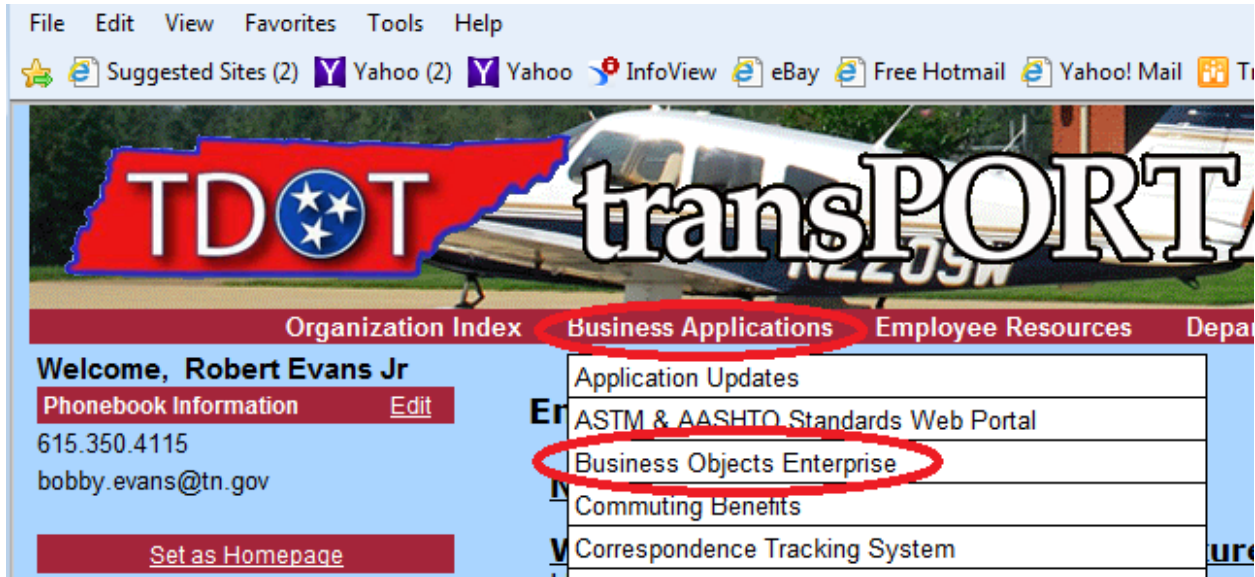 File Edit View Favorites Tools Help
Suggested Sites (2) Yahoo (2) Yahoo InfoView eBay Free Hotmail Yahoo! Mail
TDOT transPORTA
N2209W
Organization Index Business Applications Employee Resources Depar
Welcome, Robert Evans Jr
Application Updates
Phonebook Information Edit
ASTM & AASHTO Standards Web Portal
615.350.4115
Business Objects Enterprise
bobby.evans@tn.gov
Commuting Benefits
Set as Homepage
Correspondence Tracking System